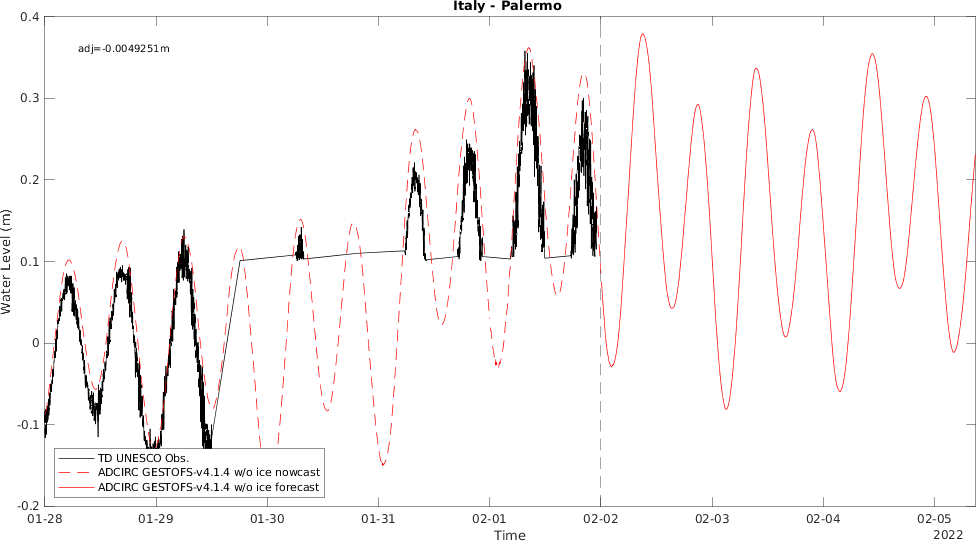 Italy - Palermo
adj=-0.0049251m
0.4
0.3
0.2
0.1
0
-0.1
-0.2
Water Level (m)
TD UNESCO Obs.
ADCIRC GESTOFS-v4.1.4 w/o ice nowcast
ADCIRC GESTOFS-v4.1.4 w/o ice forecast
01-28 01-29 01-30 01-31 02-01 02-02 02-03 02-04 02-05
Time
2022